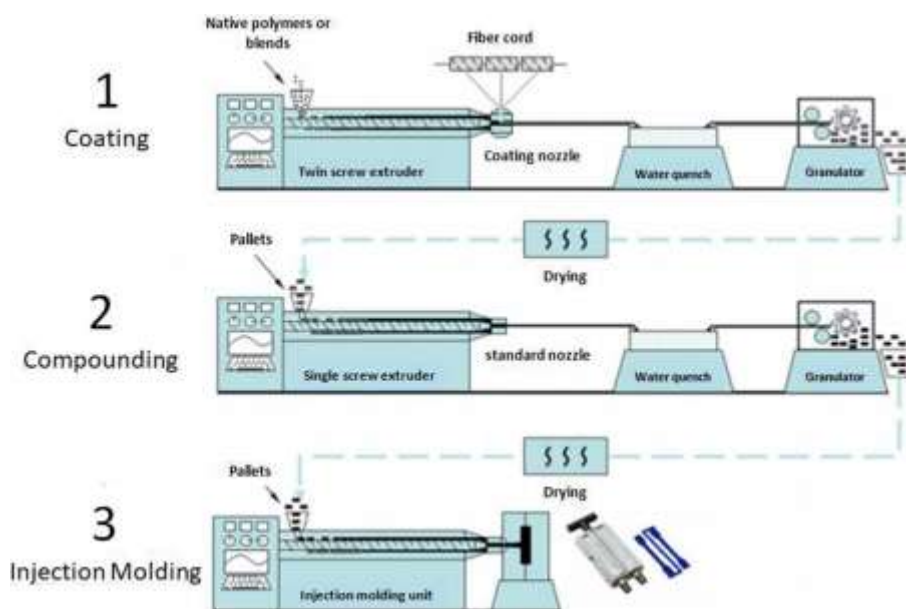 Native polymers or
blends
Fiber cord
1
Coating
Coating nozzle
Twin screw extruder
Water quench
Granulator
Pallets
Drying
2
Compounding
standard nozzle
Single screw extruder
Water quench
Granulator
Pallets
Drying
3
Injection Molding
Injection molding unit